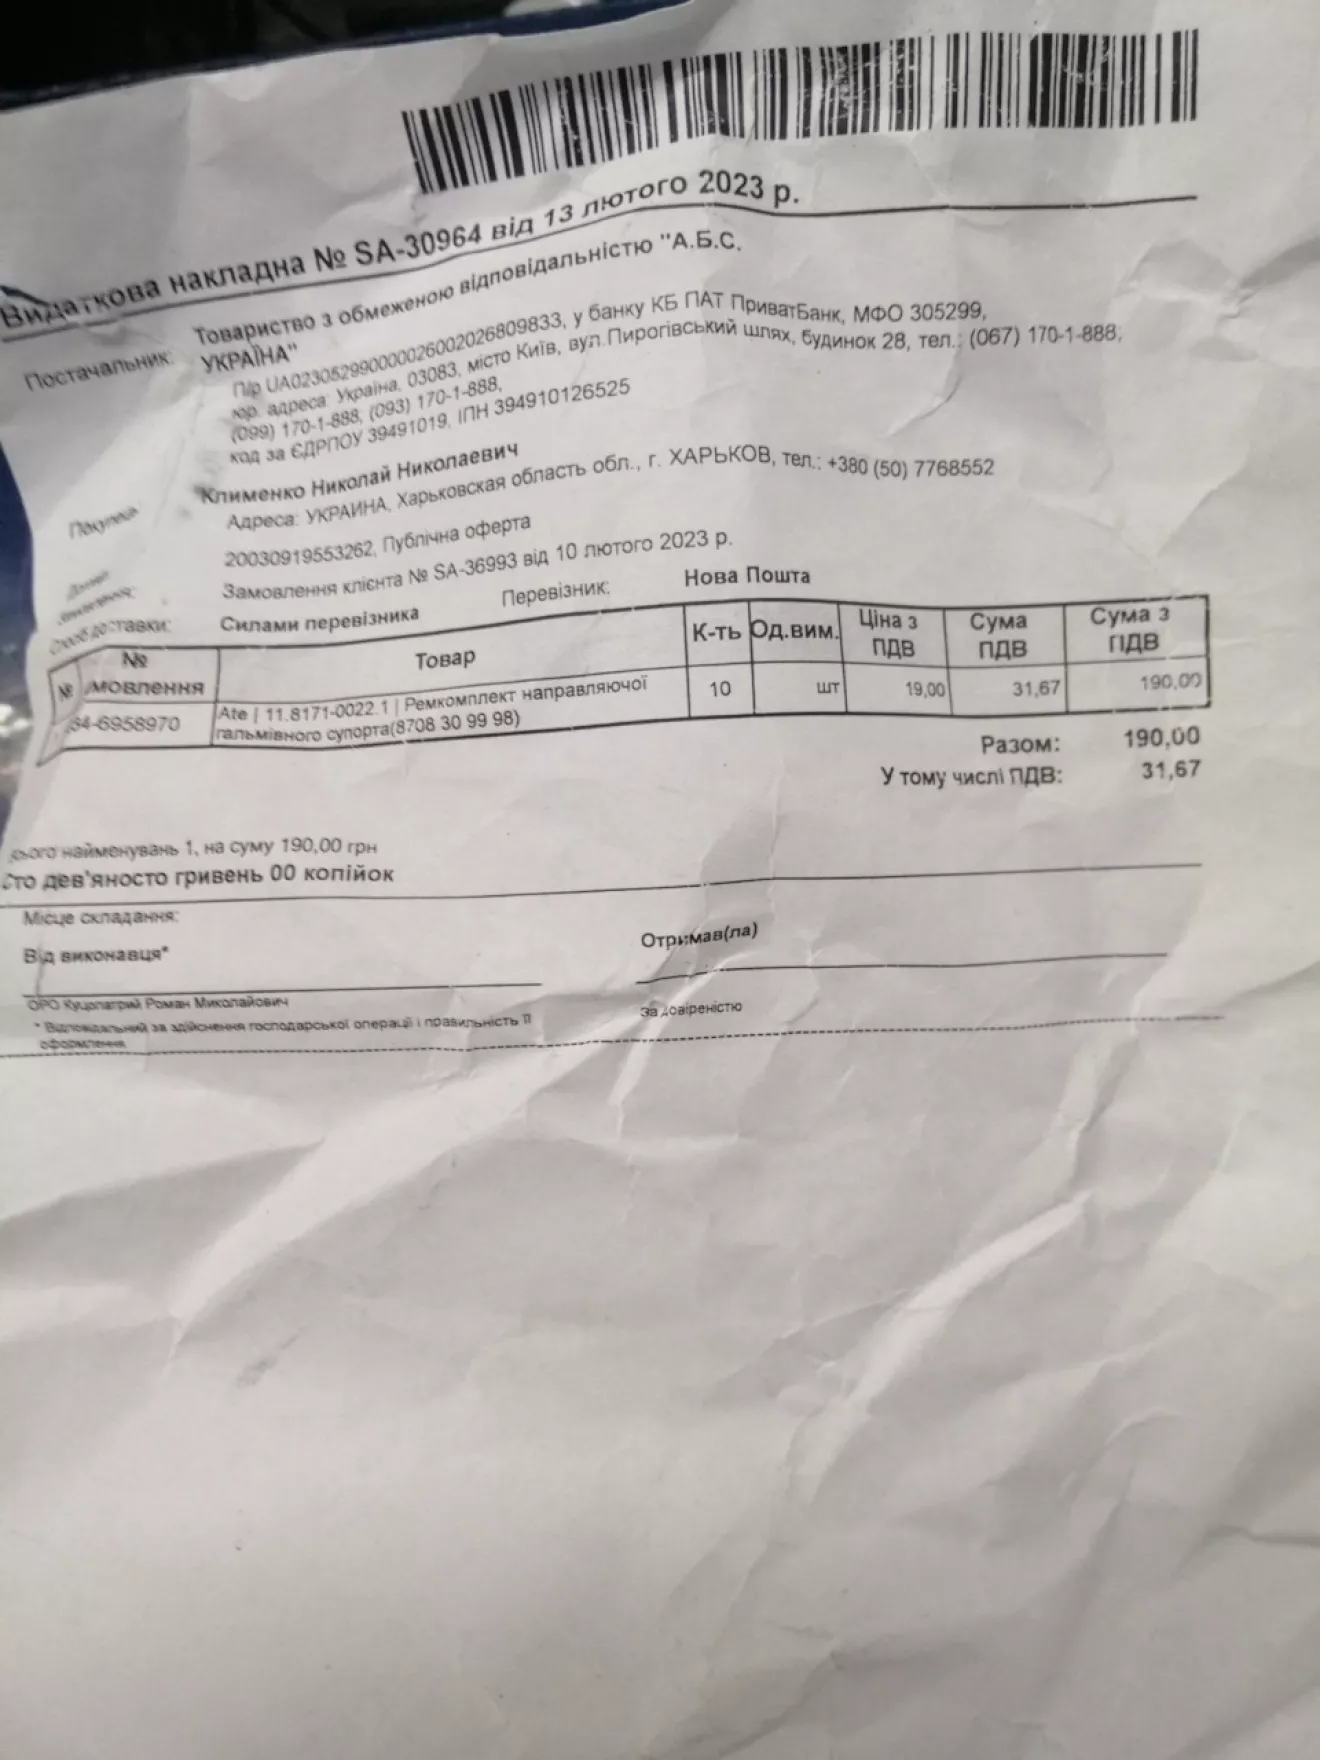 Видаткова накладна № SA-30964 від 13 лютого 2023 р.
Постачальник: Товариство з обмеженою відповідальністю "А.Б.С.
УКРАЇНА"
П/р UA023052990000026002026809833, у банку КБ ПАТ ПриватБанк, МФО 305299,
юр. адреса: Україна, 03083, місто Київ, вул.Пирогівський шлях, будинок 28, тел.: (067) 170-1-888,
(099) 170-1-888, (093) 170-1-888,
код за ЄДРПОУ 39491019, ІПН 394910126525
Покупець: Клименко Николай Николаевич
Адреса: УКРАИНА, Харьковская область обл., г. ХАРЬКОВ, тел.: +380 (50) 7768552
20030919553262, Публічна оферта
Замовлення клієнта № SA-36993 від 10 лютого 2023 р.
Спосіб доставки: Силами перевізника Перевізник: Нова Пошта
№ № мовлення Товар К-ть Од.вим. Ціна з ПДВ Сума ПДВ Сума з ПДВ
34-6958970 Ate | 11.8171-0022.1 | Ремкомплект направляючої 10 шт 19,00 31,67 190,00
гальмівного супорта(8708 30 99 98)
Разом: 190,00
У тому числі ПДВ: 31,67
ього найменувань 1, на суму 190,00 грн
Сто дев'яносто гривень 00 копійок
Місце складання:
Від виконавця* Отримав(ла)
ОРО Куцопатрий Роман Миколайович
За довіреністю
* Відповідальний за здійснення господарської операції і правильність її
оформлення